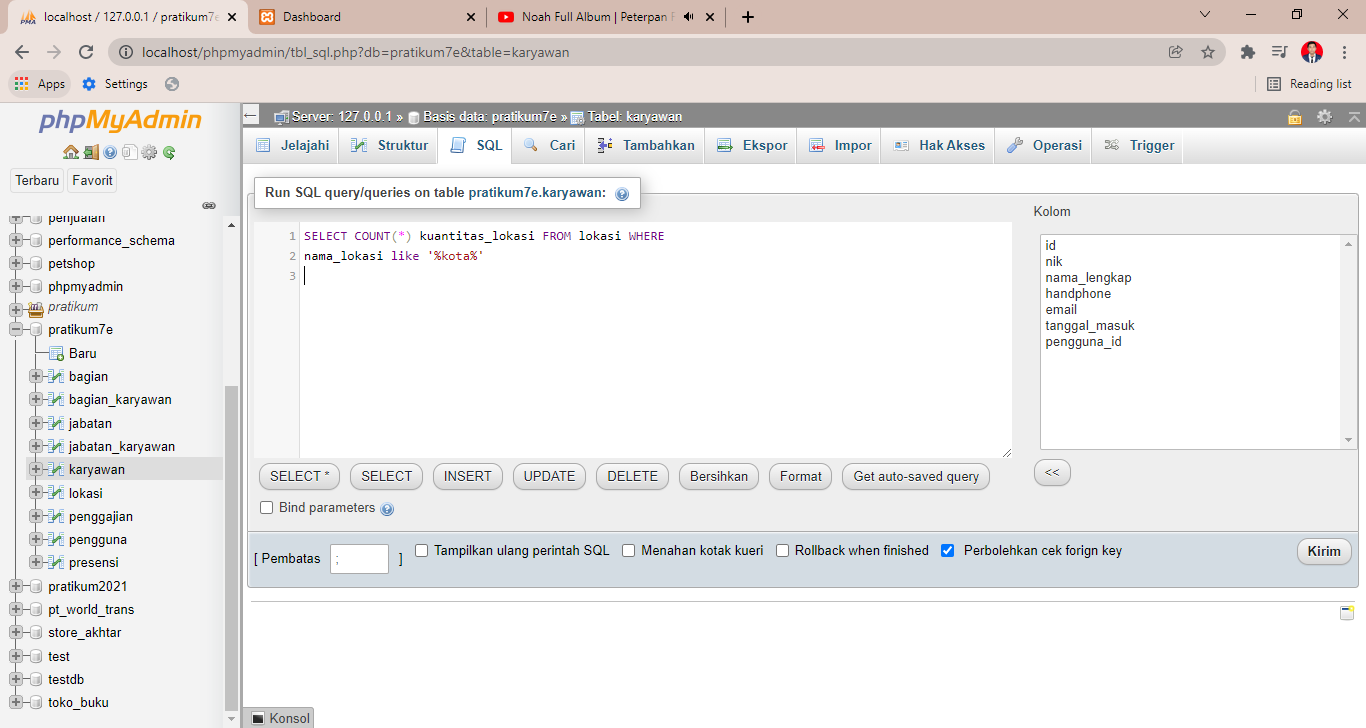 localhost / 127.0.0.1 / pratikum7e
Dashboard
Noah Full Album | Peterpan F
localhost/phpmyadmin/tbl_sql.php?db=pratikum7e&table=karyawan
Apps
Settings
Reading list
PMA
phpMyAdmin
Terbaru
Favorit
penjualan
performance_schema
petshop
phpmyadmin
pratikum
pratikum7e
Baru
bagian
bagian_karyawan
jabatan
jabatan_karyawan
karyawan
lokasi
penggajian
pengguna
presensi
pratikum2021
pt_world_trans
store_akhtar
test
testdb
toko_buku
Server: 127.0.0.1 » Basis data: pratikum7e » Tabel: karyawan
Jelajahi Struktur SQL Cari Tambahkan Ekspor Impor Hak Akses Operasi Trigger
Run SQL query/queries on table pratikum7e.karyawan:
1 SELECT COUNT(*) kuantitas_lokasi FROM lokasi WHERE
2 nama_lokasi like '%kota%'
3
Kolom
id
nik
nama_lengkap
handphone
email
tanggal_masuk
pengguna_id
SELECT * SELECT INSERT UPDATE DELETE Bersihkan Format Get auto-saved query
<<
Bind parameters
[ Pembatas ; ] Tampilkan ulang perintah SQL Menahan kotak kueri Rollback when finished Perbolehkan cek forign key Kirim
Konsol